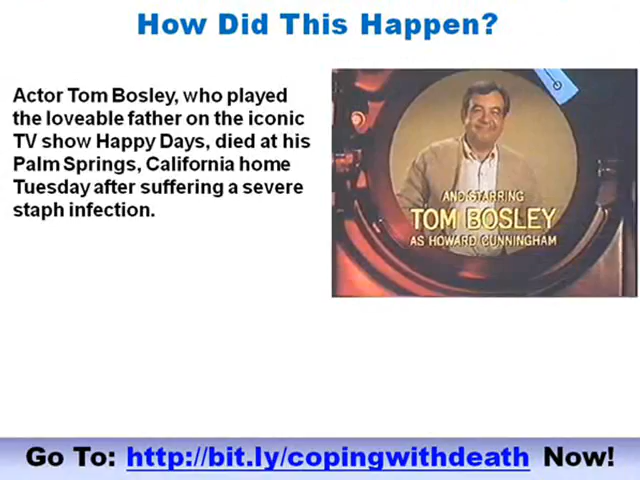 How Did This Happen?
Actor Tom Bosley, who played
the loveable father on the iconic
TV show Happy Days, died at his
Palm Springs, California home
Tuesday after suffering a severe
staph infection.
AND STARRING
TOM BOSLEY
AS HOWARD CUNNINGHAM
Go To: http://bit.ly/copingwithdeath Now!